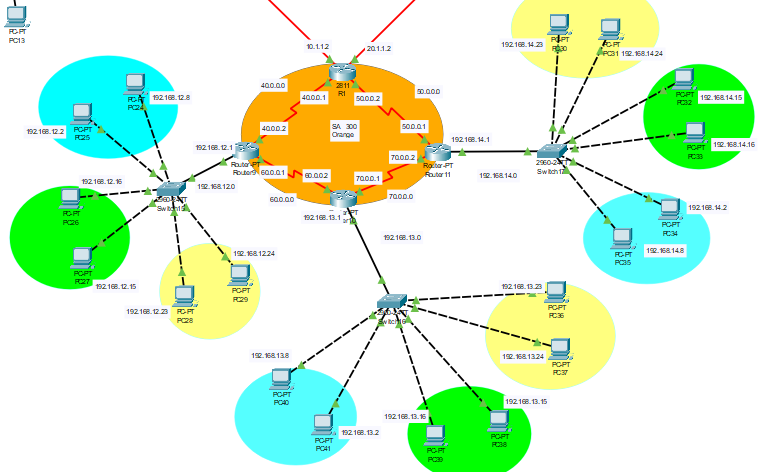 PC-PT
PC13
10.1.1.2
20.1.1.2
2811
R1
40.0.0.0
40.0.0.1
50.0.0.2
50.0.0.0
40.0.0.2
SA 300
Orange
50.0.0.1
192.168.12.1
Router-PT
192.168.14.1
Router-PT
Router11
60.0.0.1
60.0.0.2
70.0.0.2
70.0.0.1
60.0.0.0
70.0.0.0
192.168.13.1
192.168.13.0
192.168.12.0
192.168.14.0
PC-PT
192.168.12.8
192.168.12.2
PC-PT
PC25
192.168.12.16
PC-PT
PC26
PC-PT
PC27
192.168.12.15
192.168.12.24
PC-PT
PC29
192.168.12.23
PC-PT
PC28
192.168.14.23
PC-PT
PC30
PC-PT
PC31
192.168.14.24
PC-PT
PC32
192.168.14.15
PC-PT
PC33
192.168.14.16
PC-PT
PC34
192.168.14.2
PC-PT
PC35
192.168.14.8
192.168.13.23
PC-PT
PC36
192.168.13.24
PC-PT
PC37
192.168.13.8
PC-PT
PC40
PC-PT
PC41
192.168.13.2
192.168.13.16
PC-PT
PC39
192.168.13.15
PC-PT
PC38